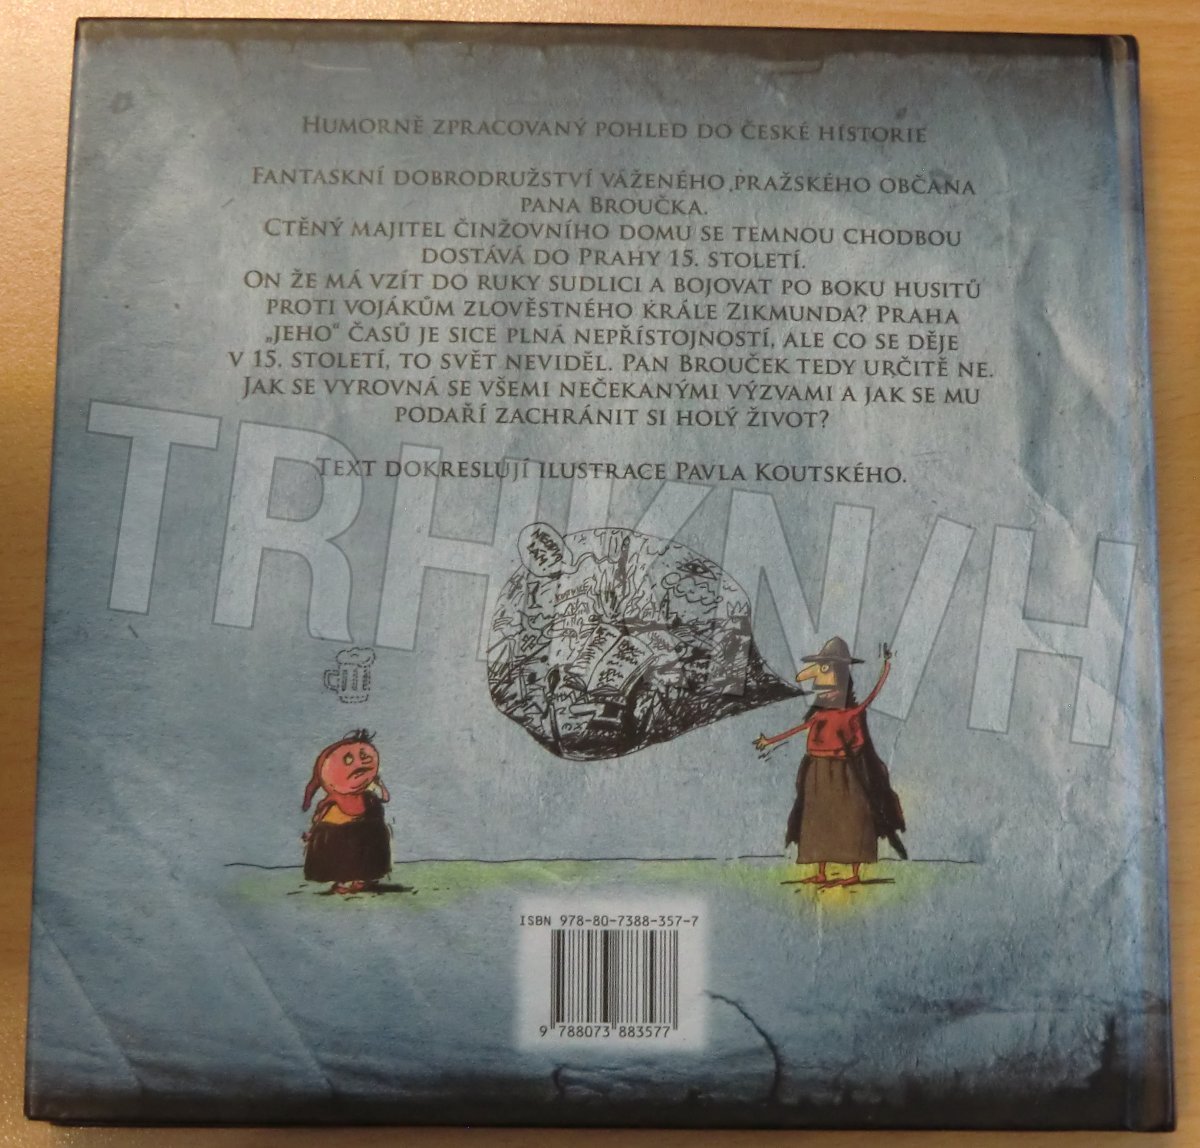 HUMORNĚ ZPRACOVANÝ POHLED DO ČESKÉ HISTORIE
FANTASKNÍ DOBRODRUŽSTVÍ VÁŽENÉHO PRAŽSKÉHO OBČANA
PANA BROUČKA.
CTĚNÝ MAJITEL ČINŽOVNÍHO DOMU SE TEMNOU CHODBOU
DOSTÁVÁ DO PRAHY 15. STOLETÍ.
ON ŽE MÁ VZÍT DO RUKY SUDLICI A BOJOVAT PO BOKU HUSITŮ
PROTI VOJÁKŮM ZLOVĚSTNÉHO KRÁLE ZIKMUNDA? PRAHA
„JEHO“ ČASŮ JE SICE PLNÁ NEPŘÍSTOJNOSTÍ, ALE CO SE DĚJE
V 15. STOLETÍ, TO SVĚT NEVIDĚL. PAN BROUČEK TEDY URČITĚ NE.
JAK SE VYROVNÁ SE VŠEMI NEČEKANÝMI VÝZVAMI A JAK SE MU
PODAŘÍ ZACHRÁNIT SI HOLÝ ŽIVOT?
TEXT DOKRESLUJÍ ILUSTRACE PAVLA KOUTSKÉHO.
TRHKNIH
ISBN 978-80-7388-357-7
9 788073 883577